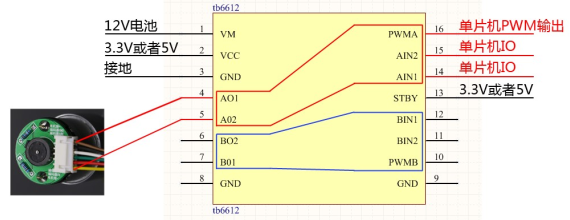 tb6612
12V电池 1 VM PWMA 16 单片机PWM输出
3.3V或者5V 2 VCC AIN2 15 单片机IO
接地 3 GND AIN1 14 单片机IO
4 AO1 STBY 13 3.3V或者5V
5 A02 BIN1 12
6 BO2 BIN2 11
7 B01 PWMB 10
8 GND GND 9
tb6612